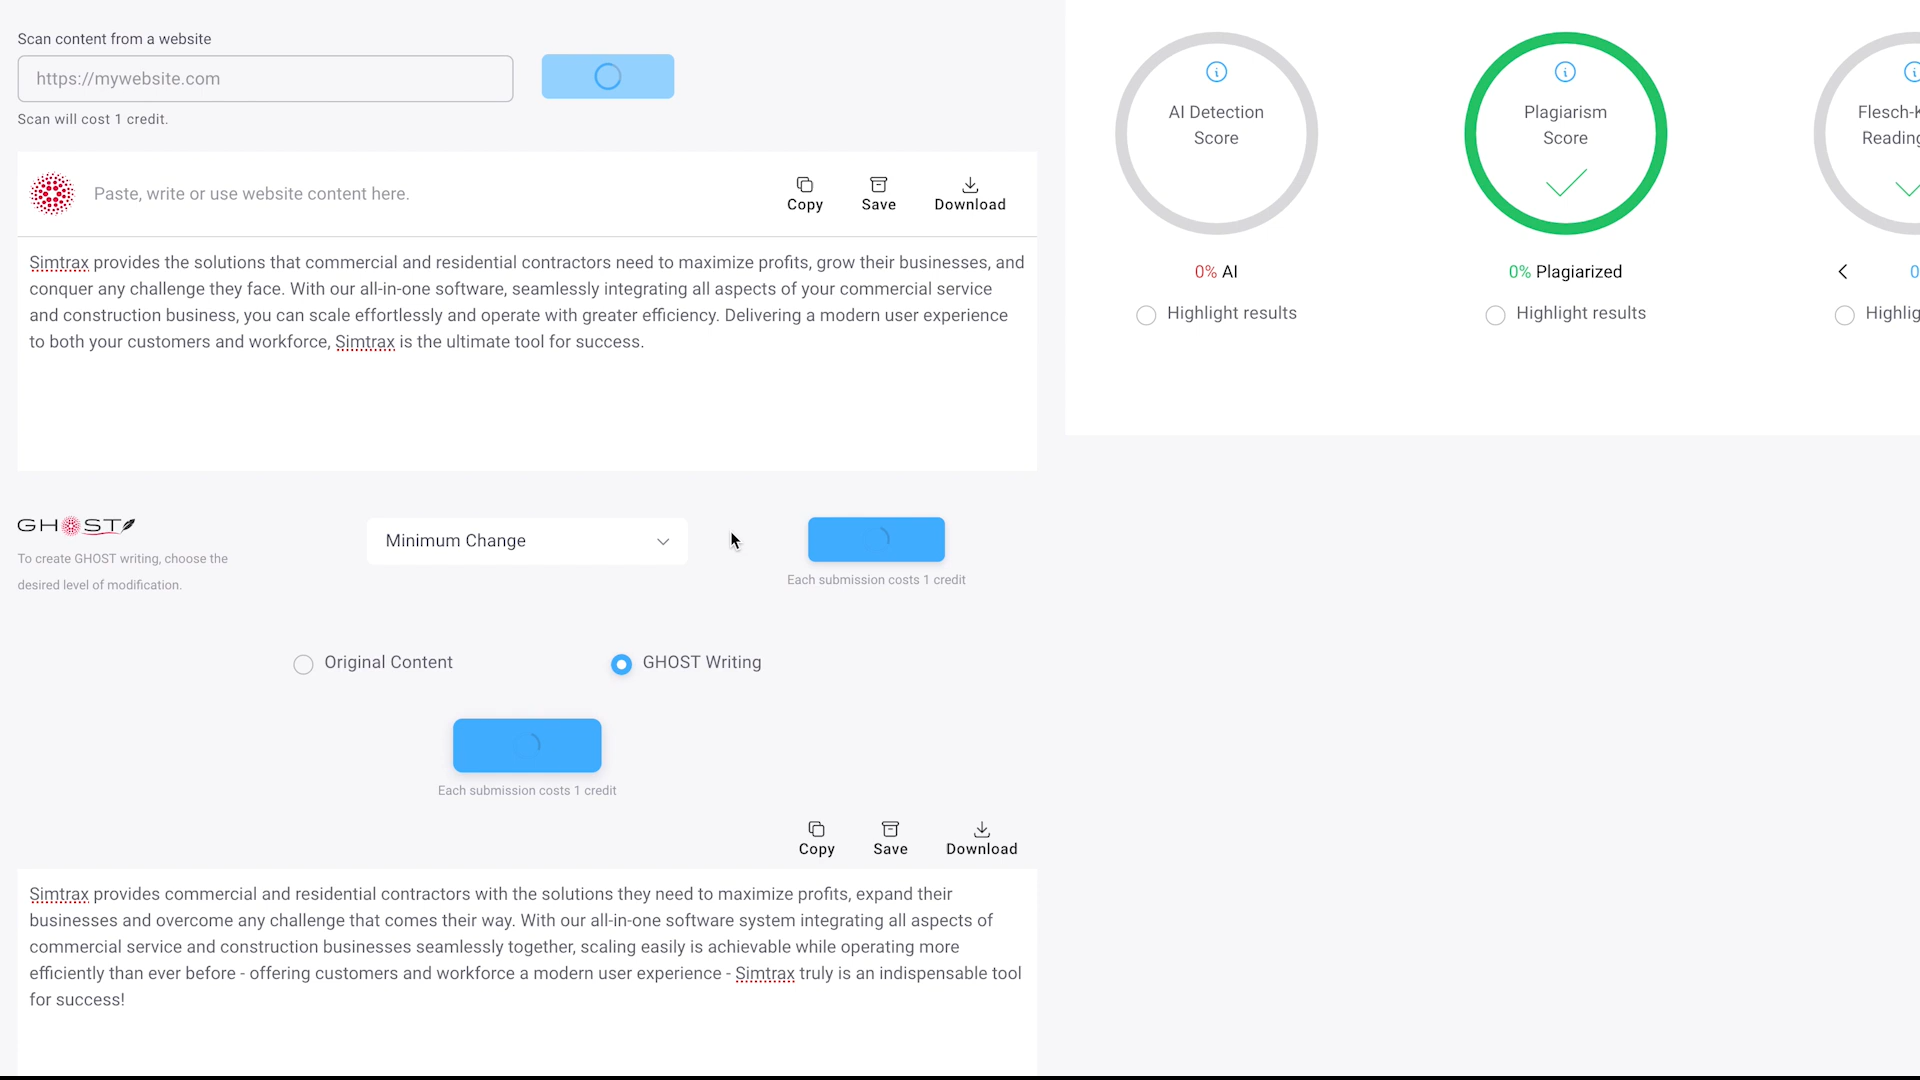 Scan content from a website
https://mywebsite.com
Scan will cost 1 credit.
Paste, write or use website content here.
Copy
Save
Download
Simtrax provides the solutions that commercial and residential contractors need to maximize profits, grow their businesses, and
conquer any challenge they face. With our all-in-one software, seamlessly integrating all aspects of your commercial service
and construction business, you can scale effortlessly and operate with greater efficiency. Delivering a modern user experience
to both your customers and workforce, Simtrax is the ultimate tool for success.
GHOST
To create GHOST writing, choose the
desired level of modification.
Minimum Change
Each submission costs 1 credit
Original Content
GHOST Writing
Each submission costs 1 credit
Copy
Save
Download
Simtrax provides commercial and residential contractors with the solutions they need to maximize profits, expand their
businesses and overcome any challenge that comes their way. With our all-in-one software system integrating all aspects of
commercial service and construction businesses seamlessly together, scaling easily is achievable while operating more
efficiently than ever before - offering customers and workforce a modern user experience - Simtrax truly is an indispensable tool
for success!
AI Detection
Score
0% AI
Highlight results
Plagiarism
Score
0% Plagiarized
Highlight results
Flesch-K
Reading
0
Highlig